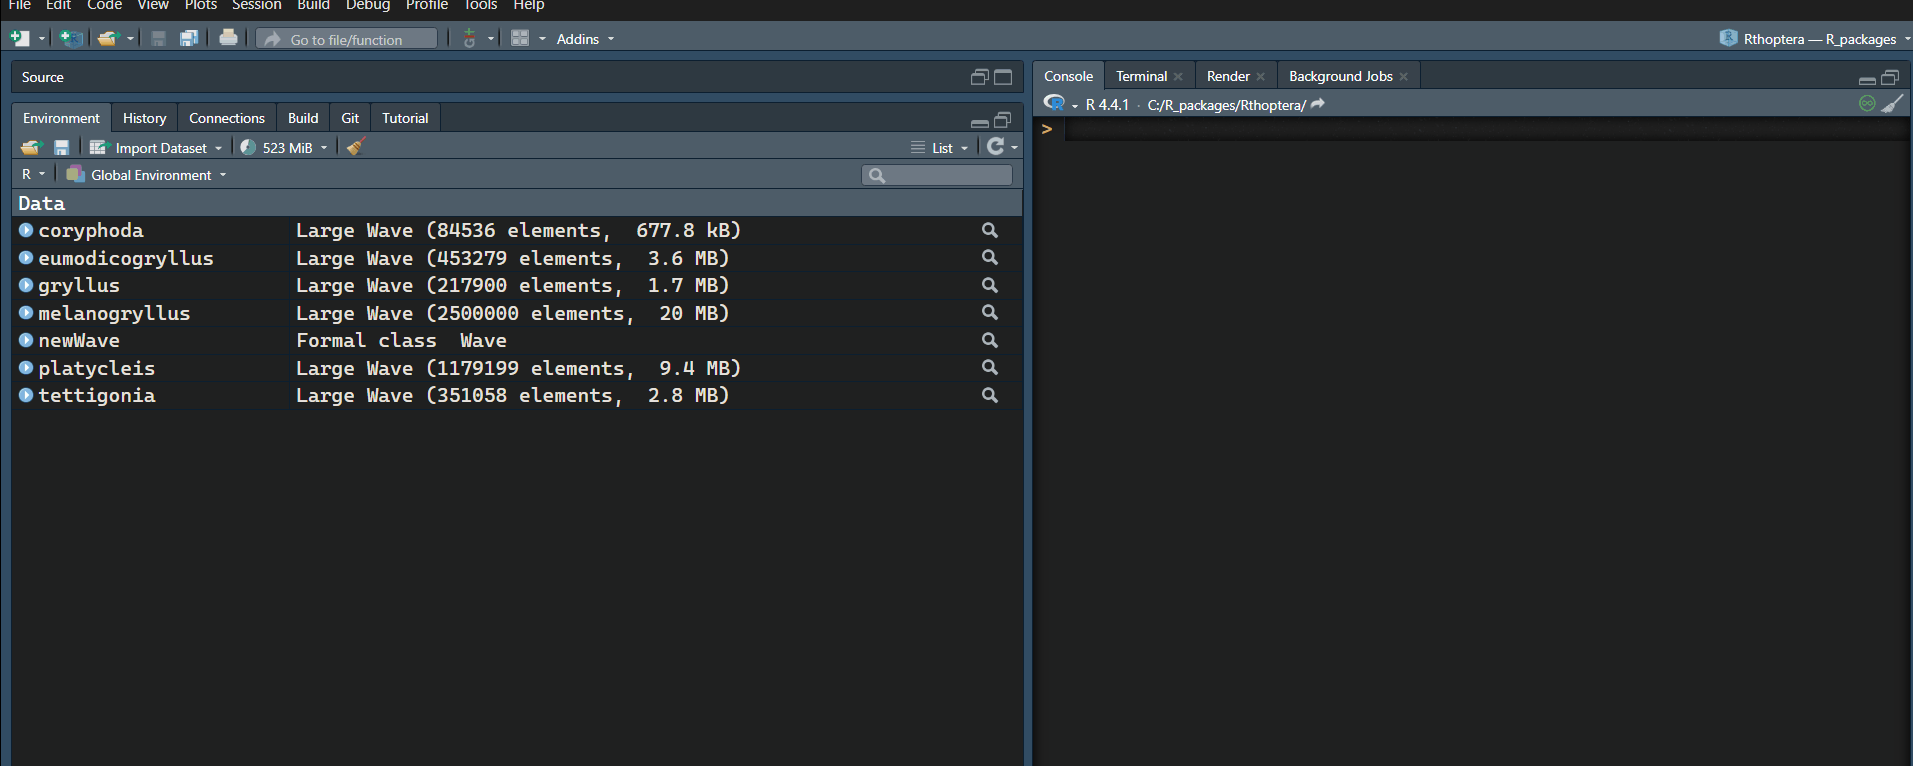 File Edit Code View Plots Session Build Debug Profile Tools Help
Go to file/function Addins Rthoptera — R_packages
Source
Environment History Connections Build Git Tutorial
Import Dataset 523 MiB List
R Global Environment
Data
coryphoda Large Wave (84536 elements, 677.8 kB)
eumodicogryllus Large Wave (453279 elements, 3.6 MB)
gryllus Large Wave (217900 elements, 1.7 MB)
melanogryllus Large Wave (2500000 elements, 20 MB)
newWave Formal class Wave
platycleis Large Wave (1179199 elements, 9.4 MB)
tettigonia Large Wave (351058 elements, 2.8 MB)
Console Terminal Render Background Jobs
R 4.4.1 · C:/R_packages/Rthoptera/
>